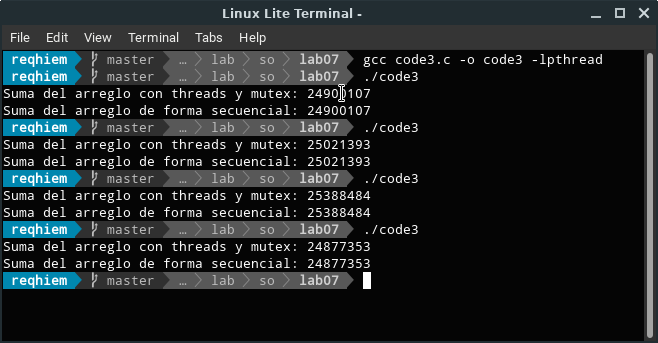 Linux Lite Terminal -
File Edit View Terminal Tabs Help
reqhiem master … lab so lab07 gcc code3.c -o code3 -lpthread
reqhiem master … lab so lab07 ./code3
Suma del arreglo con threads y mutex: 24900107
Suma del arreglo de forma secuencial: 24900107
reqhiem master … lab so lab07 ./code3
Suma del arreglo con threads y mutex: 25021393
Suma del arreglo de forma secuencial: 25021393
reqhiem master … lab so lab07 ./code3
Suma del arreglo con threads y mutex: 25388484
Suma del arreglo de forma secuencial: 25388484
reqhiem master … lab so lab07 ./code3
Suma del arreglo con threads y mutex: 24877353
Suma del arreglo de forma secuencial: 24877353
reqhiem master … lab so lab07